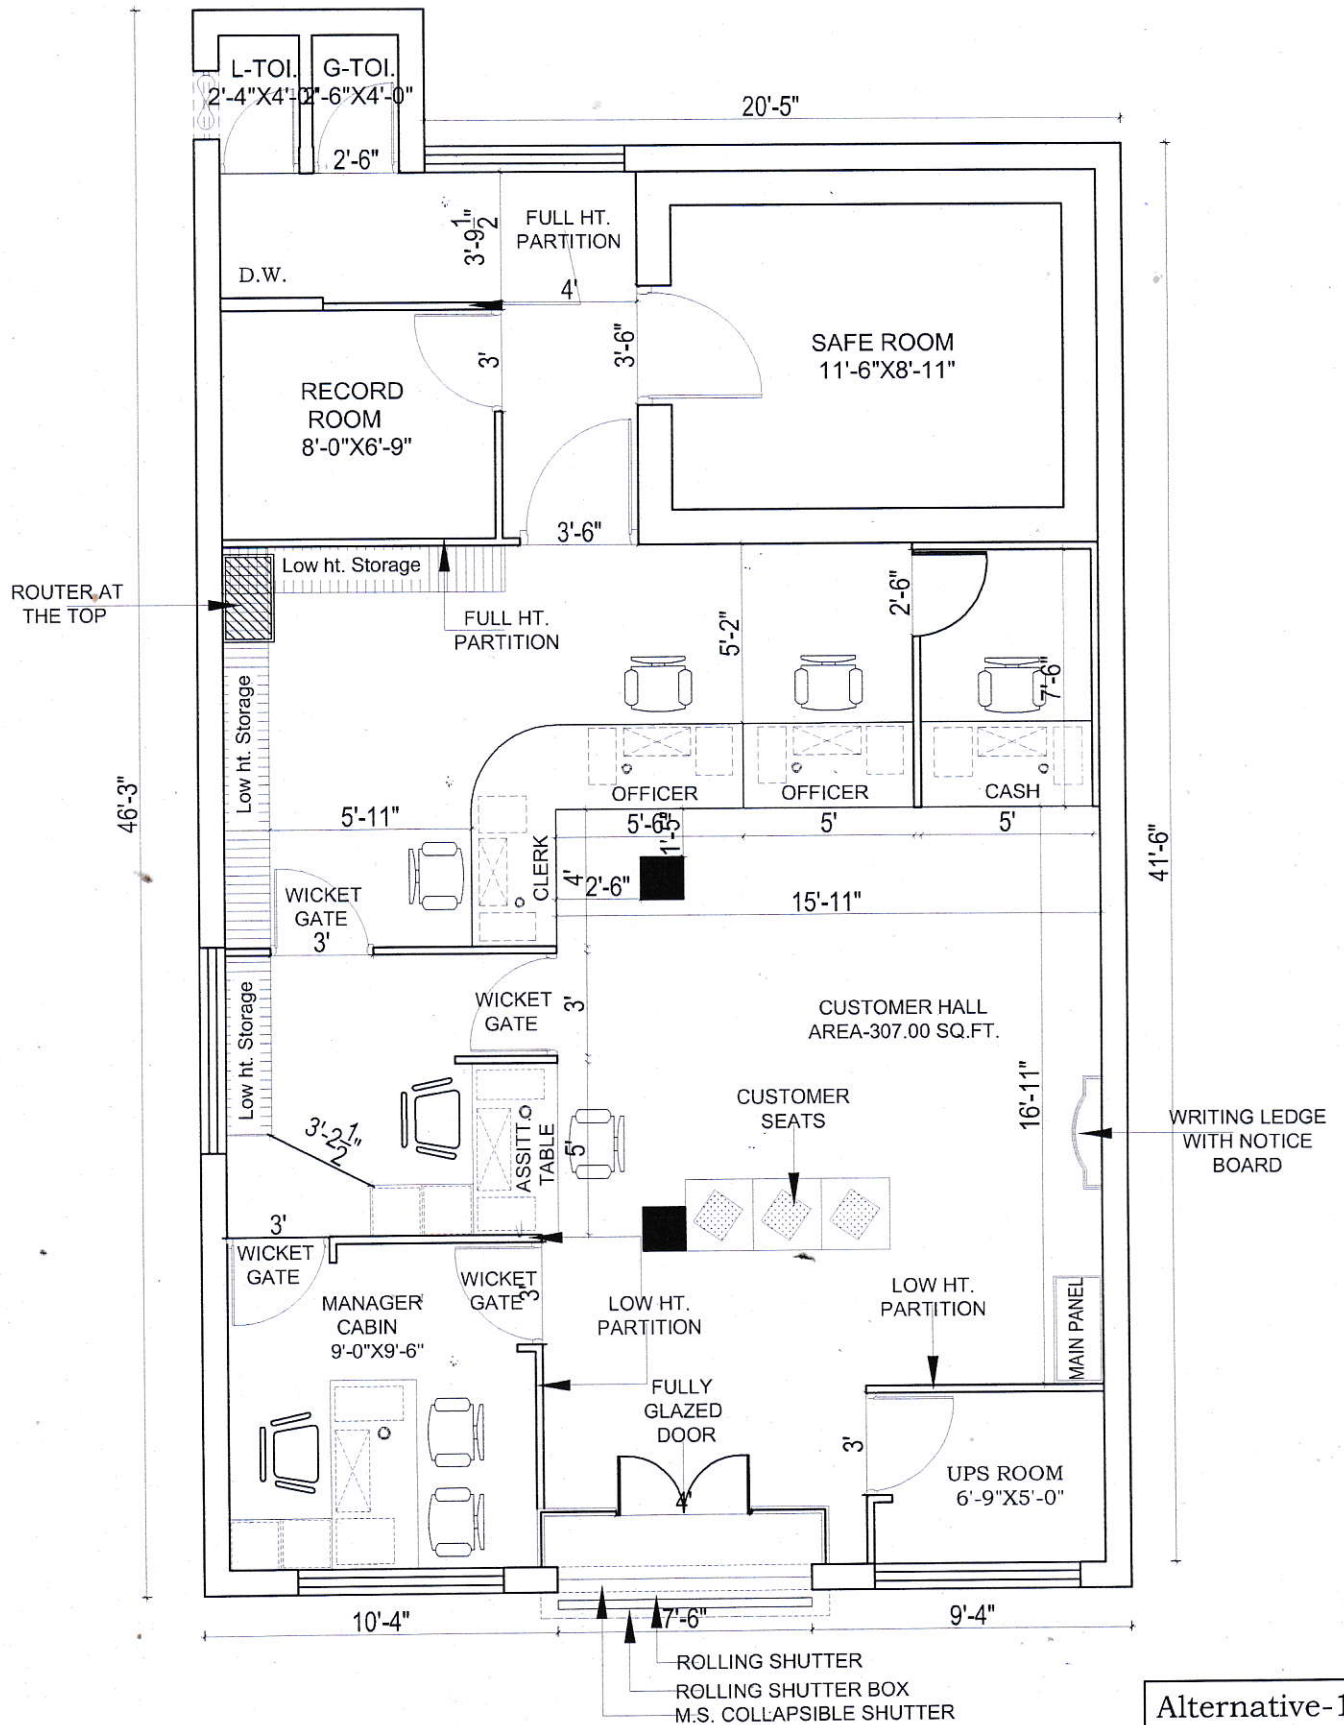 L-TOI.
2'-4"X4'-0"
G-TOI.
2'-6"X4'-0"
20'-5"
2'-6"
3'-9 1/2"
FULL HT.
PARTITION
D.W.
4'
3'
3'-6"
SAFE ROOM
11'-6"X8'-11"
RECORD
ROOM
8'-0"X6'-9"
3'-6"
Low ht. Storage
ROUTER AT
THE TOP
FULL HT.
PARTITION
5'-2"
2'-6"
7'-6"
Low ht. Storage
46'-3"
41'-6"
OFFICER
OFFICER
CASH
5'-11"
5'-6"
1'-5"
5'
5'
CLERK
4'
2'-6"
15'-11"
WICKET
GATE
3'
Low ht. Storage
WICKET
GATE
3'
CUSTOMER HALL
AREA-307.00 SQ.FT.
16'-11"
CUSTOMER
SEATS
WRITING LEDGE
WITH NOTICE
BOARD
3'-2 1/2"
ASSITT.
TABLE
5'
3'
WICKET
GATE
WICKET
GATE
3'
MANAGER
CABIN
9'-0"X9'-6"
LOW HT.
PARTITION
LOW HT.
PARTITION
MAIN PANEL
FULLY
GLAZED
DOOR
4'
3'
UPS ROOM
6'-9"X5'-0"
10'-4"
7'-6"
9'-4"
ROLLING SHUTTER
ROLLING SHUTTER BOX
M.S. COLLAPSIBLE SHUTTER
Alternative-1